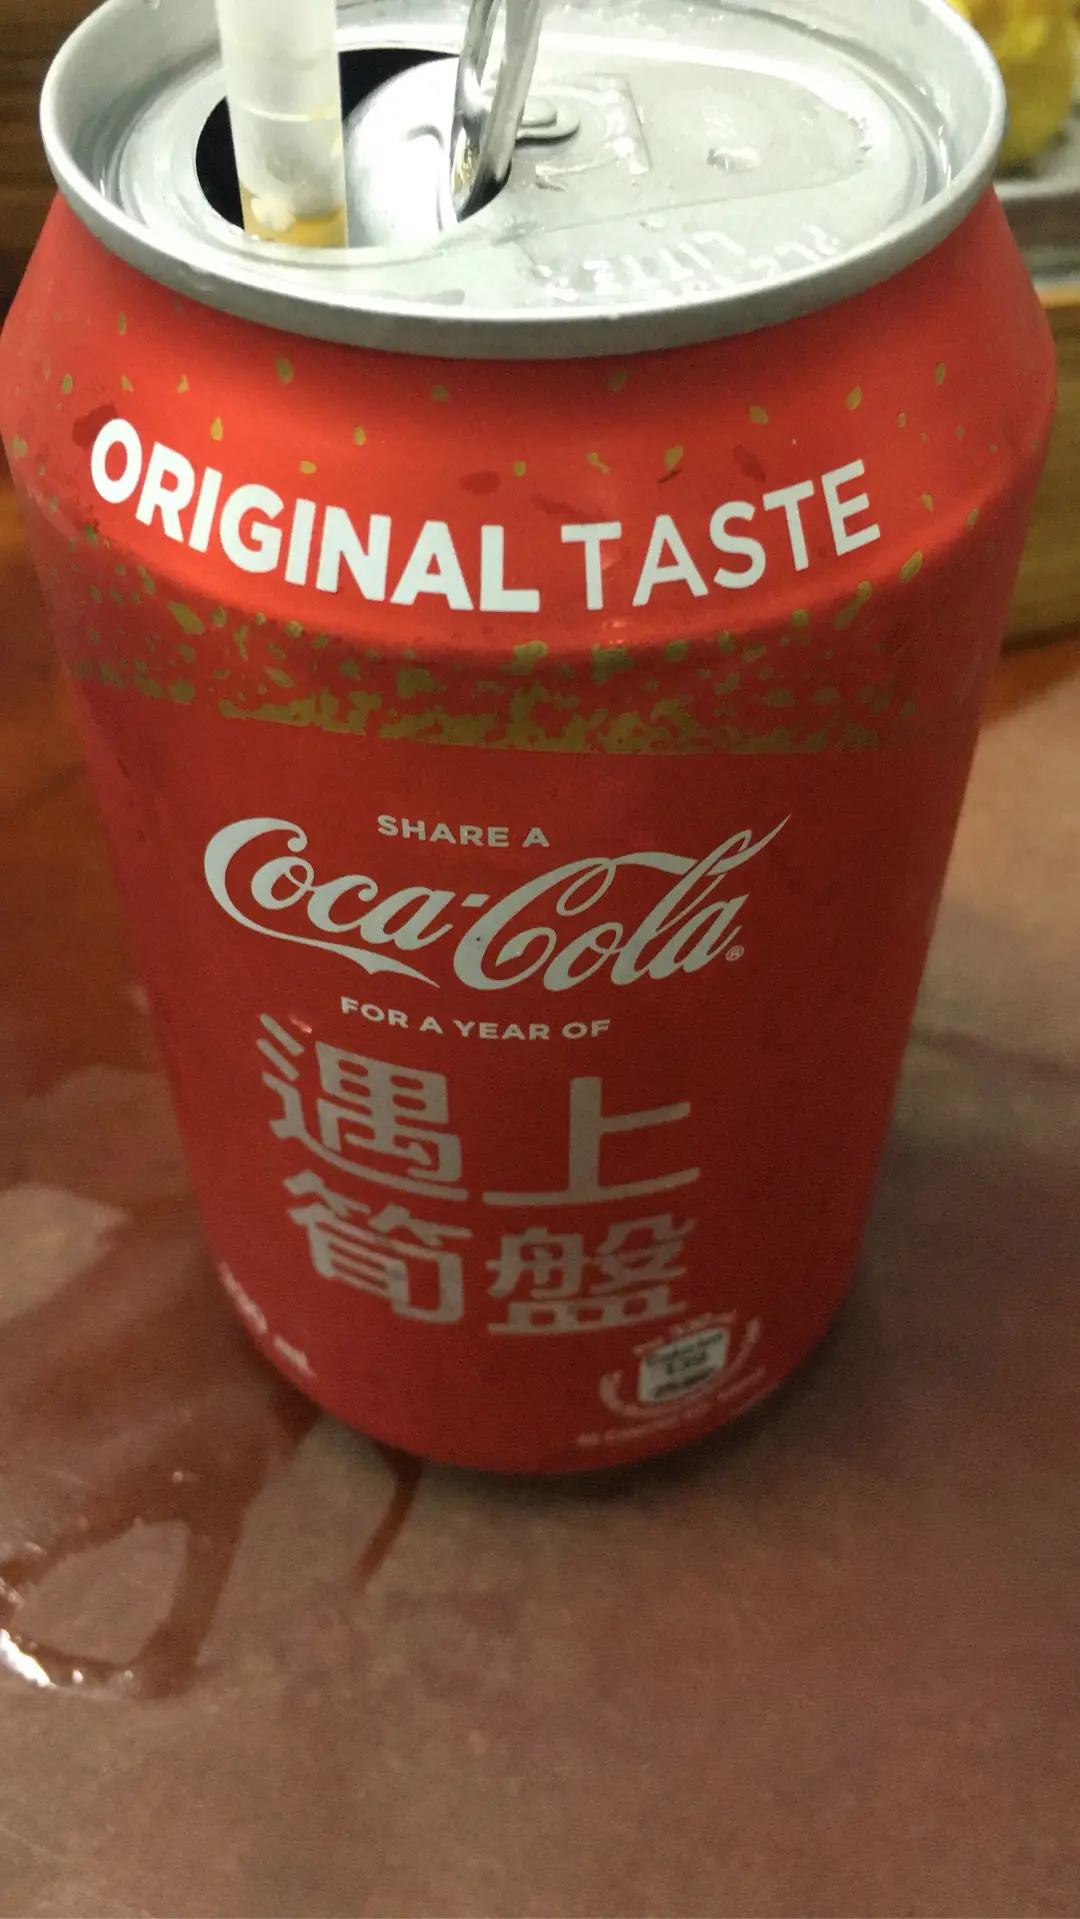 ORIGINAL TASTE
SHARE A
Coca-Cola®
FOR A YEAR OF
遇上
筍盤